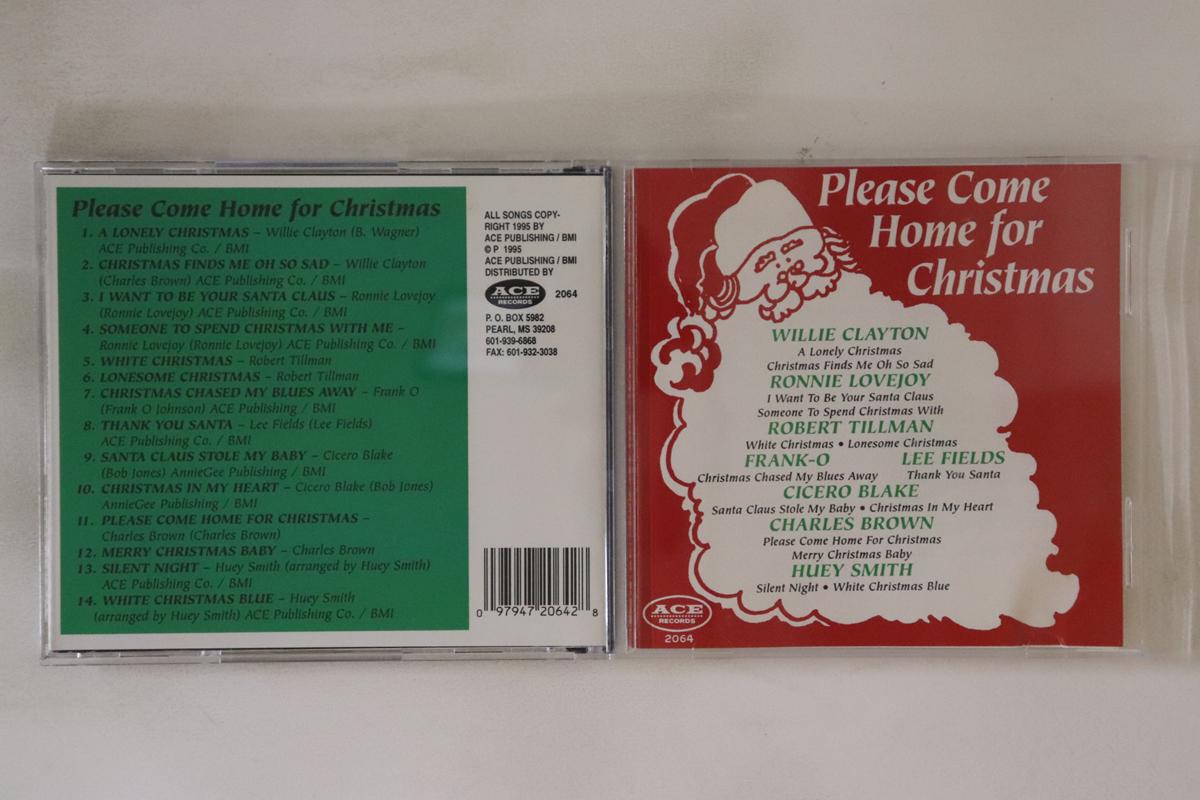 Please Come Home for Christmas
1. A LONELY CHRISTMAS – Willie Clayton (B. Wagner)
ACE Publishing Co. / BMI
2. CHRISTMAS FINDS ME OH SO SAD – Willie Clayton
(Charles Brown) ACE Publishing Co. / BMI
3. I WANT TO BE YOUR SANTA CLAUS – Ronnie Lovejoy
(Ronnie Lovejoy) ACE Publishing Co. / BMI
4. SOMEONE TO SPEND CHRISTMAS WITH ME –
Ronnie Lovejoy (Ronnie Lovejoy) ACE Publishing Co. / BMI
5. WHITE CHRISTMAS – Robert Tillman
6. LONESOME CHRISTMAS – Robert Tillman
7. CHRISTMAS CHASED MY BLUES AWAY – Frank O
(Frank O Johnson) ACE Publishing / BMI
8. THANK YOU SANTA – Lee Fields (Lee Fields)
ACE Publishing Co. / BMI
9. SANTA CLAUS STOLE MY BABY – Cicero Blake
(Bob Jones) AnnieGee Publishing / BMI
10. CHRISTMAS IN MY HEART – Cicero Blake (Bob Jones)
AnnieGee Publishing / BMI
11. PLEASE COME HOME FOR CHRISTMAS –
Charles Brown (Charles Brown)
12. MERRY CHRISTMAS BABY – Charles Brown
13. SILENT NIGHT – Huey Smith (arranged by Huey Smith)
ACE Publishing Co. / BMI
14. WHITE CHRISTMAS BLUE – Huey Smith
(arranged by Huey Smith) ACE Publishing Co. / BMI
ALL SONGS COPY-
RIGHT 1995 BY
ACE PUBLISHING / BMI
© P 1995
ACE PUBLISHING / BMI
DISTRIBUTED BY
ACE
RECORDS
2064
P. O. BOX 5982
PEARL, MS 39208
601-939-6868
FAX: 601-932-3038
0 97947 20642 8
Please Come
Home for
Christmas
WILLIE CLAYTON
A Lonely Christmas
Christmas Finds Me Oh So Sad
RONNIE LOVEJOY
I Want To Be Your Santa Claus
Someone To Spend Christmas With
ROBERT TILLMAN
White Christmas • Lonesome Christmas
FRANK-O LEE FIELDS
Christmas Chased My Blues Away Thank You Santa
CICERO BLAKE
Santa Claus Stole My Baby • Christmas In My Heart
CHARLES BROWN
Please Come Home For Christmas
Merry Christmas Baby
HUEY SMITH
Silent Night • White Christmas Blue
ACE
RECORDS
2064